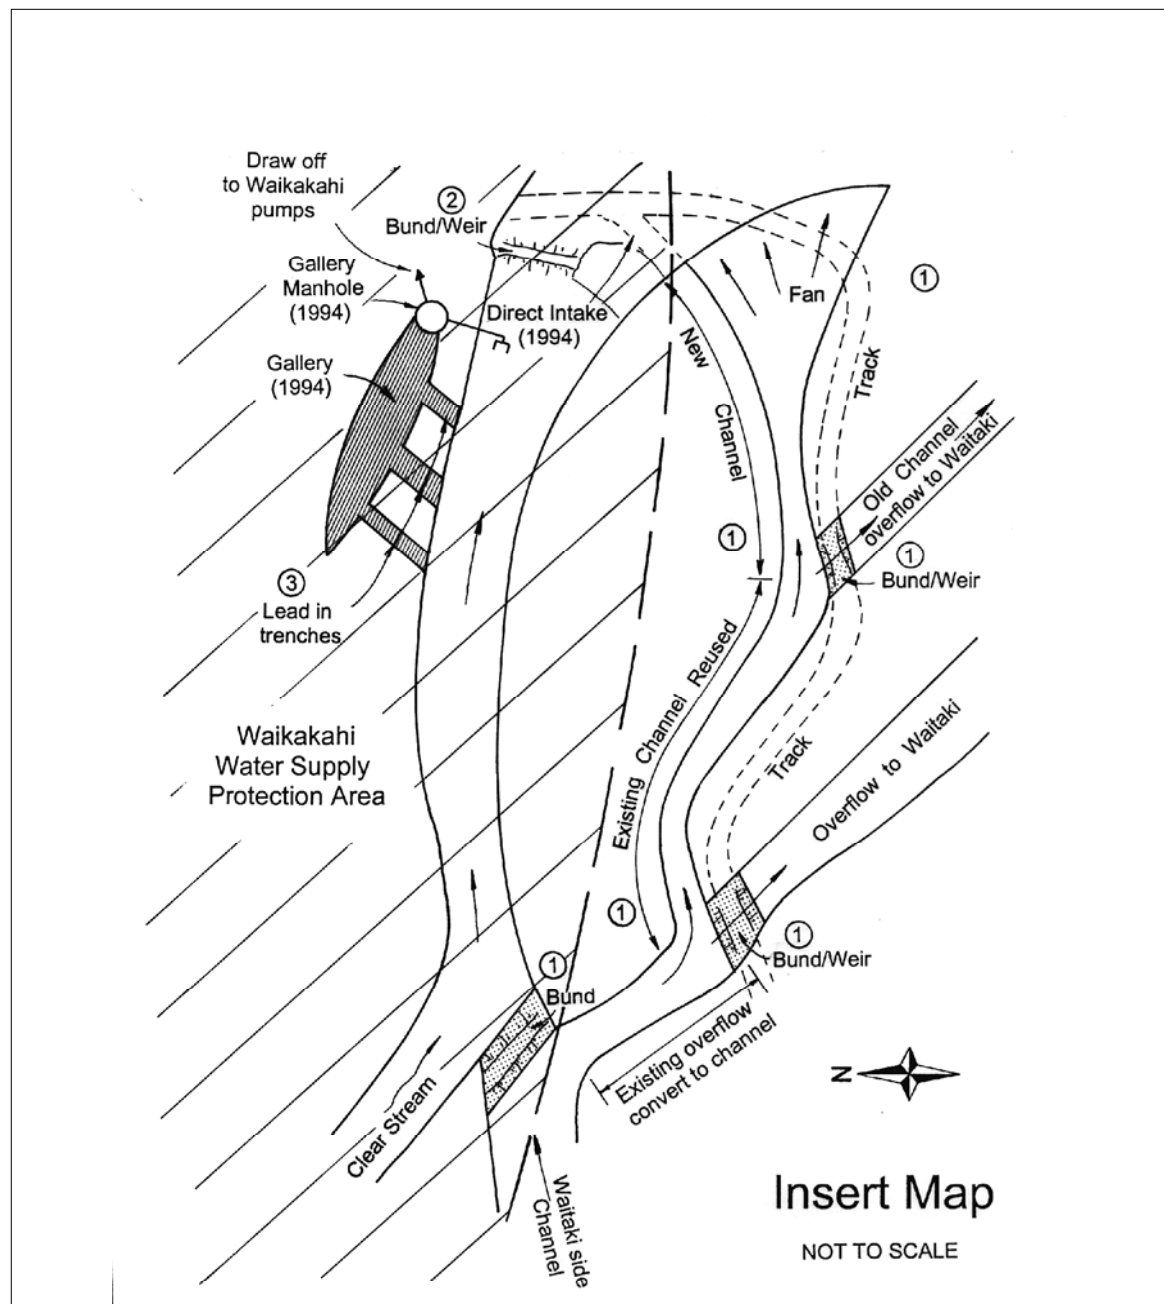 Draw off
to Waikakahi
pumps
②
Bund/Weir
Gallery
Manhole
(1994)
Direct Intake
(1994)
Fan
①
Gallery
(1994)
New
Channel
Track
Old Channel
overflow to Waitaki
①
①
Bund/Weir
③
Lead in
trenches
Existing Channel Reused
Track
Waikakahi
Water Supply
Protection Area
Overflow to Waitaki
①
①
Bund/Weir
①
Bund
Existing overflow
convert to channel
Clear Stream
N
Waitaki side
Channel
Insert Map
NOT TO SCALE